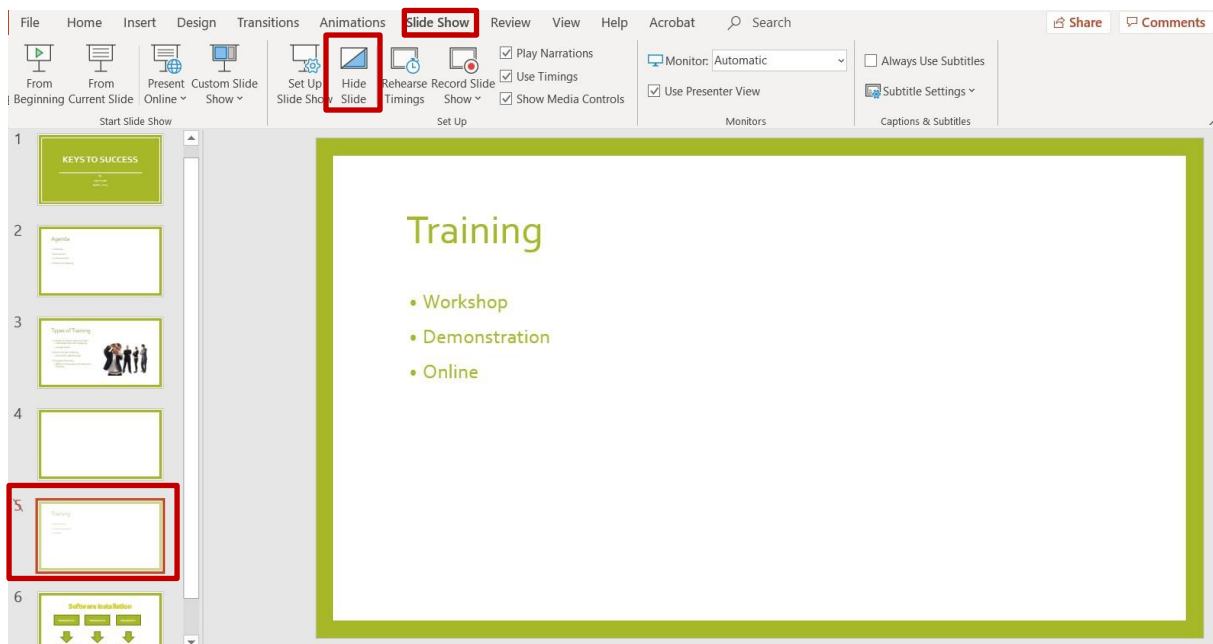 File Home Insert Design Transitions Animations Slide Show Review View Help Acrobat Search Share Comments
From Beginning
From Current Slide
Present Online
Custom Slide Show
Set Up Slide Show
Hide Slide
Rehearse Timings
Record Slide Show
Play Narrations
Use Timings
Show Media Controls
Monitor: Automatic
Use Presenter View
Always Use Subtitles
Subtitle Settings
Start Slide Show
Set Up
Monitors
Captions & Subtitles
1
KEYS TO SUCCESS
2
Agenda
3
Types of Training
4
5
Training
6
Software Installation
Training
• Workshop
• Demonstration
• Online